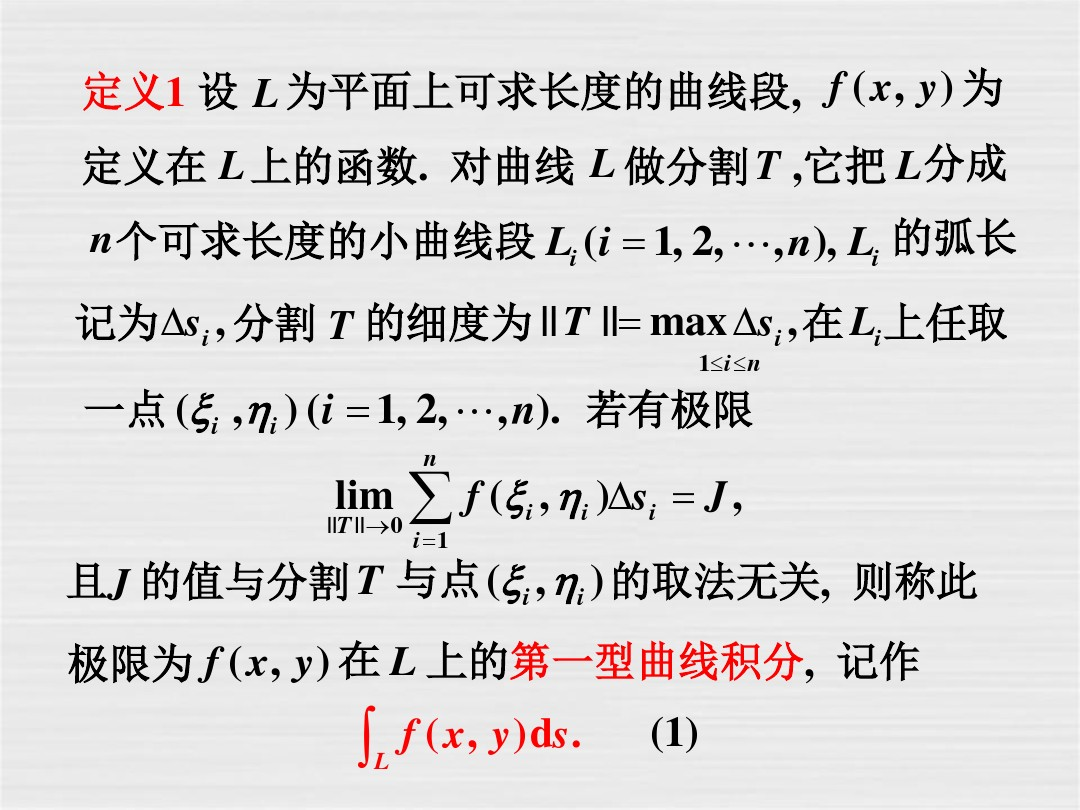 定义1 设 L 为平面上可求长度的曲线段, f (x, y) 为
定义在 L 上的函数. 对曲线 L 做分割 T ,它把 L 分成
n 个可求长度的小曲线段 Lᵢ (i = 1, 2, ⋯,n), Lᵢ 的弧长
记为 Δsᵢ , 分割 T 的细度为 ||T ||= max Δsᵢ ,在 Lᵢ 上任取
1≤i≤n
一点 (ξᵢ ,ηᵢ ) (i = 1, 2, ⋯,n). 若有极限
lim_{||T||→0} ∑_{i=1}^{n} f (ξᵢ , ηᵢ )Δsᵢ = J ,
且 J 的值与分割 T 与点 (ξᵢ , ηᵢ ) 的取法无关, 则称此
极限为 f (x, y) 在 L 上的第一型曲线积分, 记作
∫_L f (x, y)ds. (1)